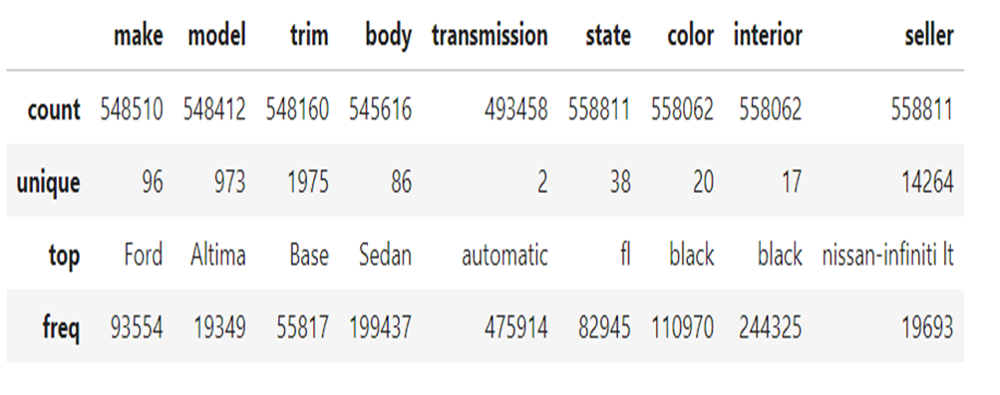 make model trim body transmission state color interior seller
count 548510 548412 548160 545616 493458 558811 558062 558062 558811
unique 96 973 1975 86 2 38 20 17 14264
top Ford Altima Base Sedan automatic fl black black nissan-infiniti lt
freq 93554 19349 55817 199437 475914 82945 110970 244325 19693